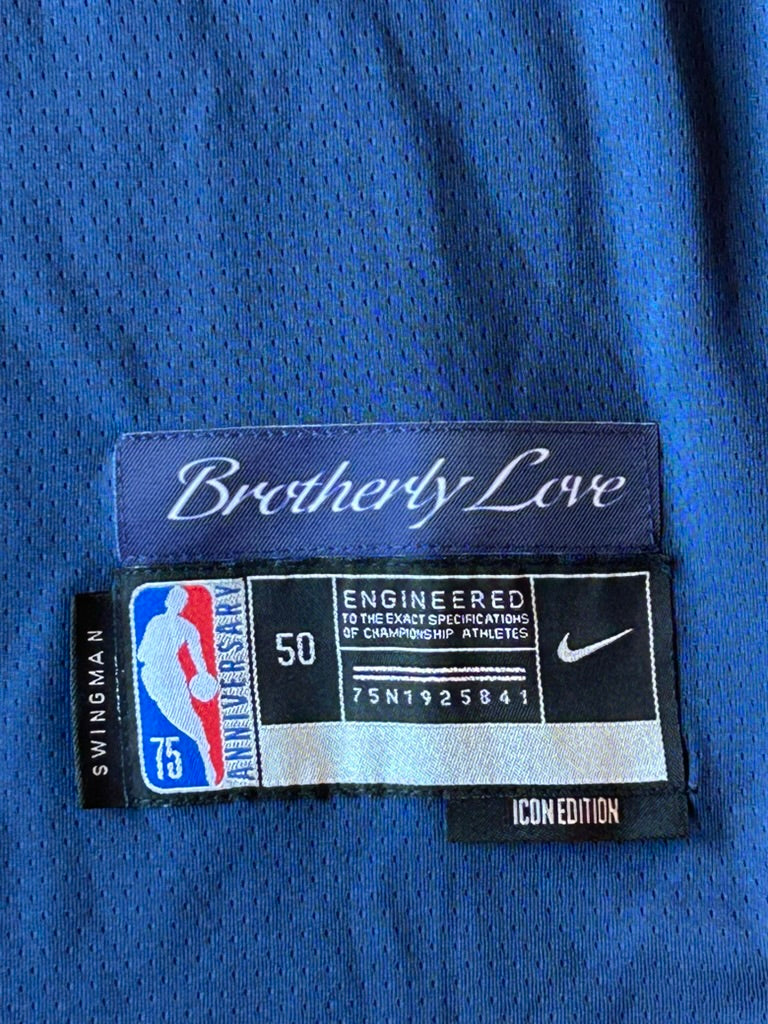 Brotherly Love
SWINGMAN
75
ANNIVERSARY
50
ENGINEERED
TO THE EXACT SPECIFICATIONS
OF CHAMPIONSHIP ATHLETES
75N1925841
ICON EDITION